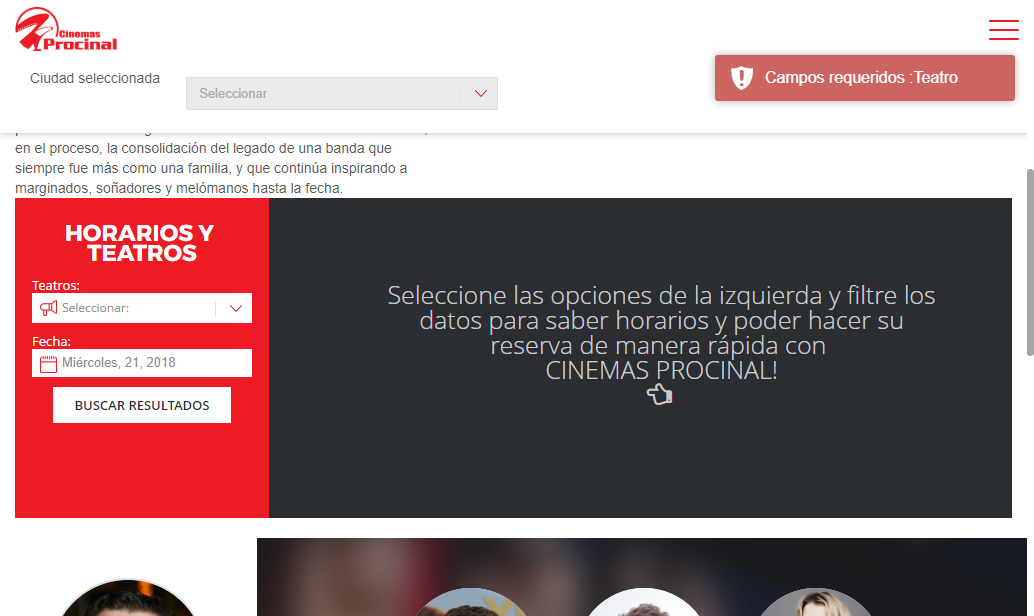 Cinemas
Procinal
Ciudad seleccionada
Seleccionar
Campos requeridos :Teatro
en el proceso, la consolidación del legado de una banda que
siempre fue más como una familia, y que continúa inspirando a
marginados, soñadores y melómanos hasta la fecha.
HORARIOS Y
TEATROS
Teatros:
Seleccionar:
Fecha:
Miércoles, 21, 2018
BUSCAR RESULTADOS
Seleccione las opciones de la izquierda y filtre los
datos para saber horarios y poder hacer su
reserva de manera rápida con
CINEMAS PROCINAL!